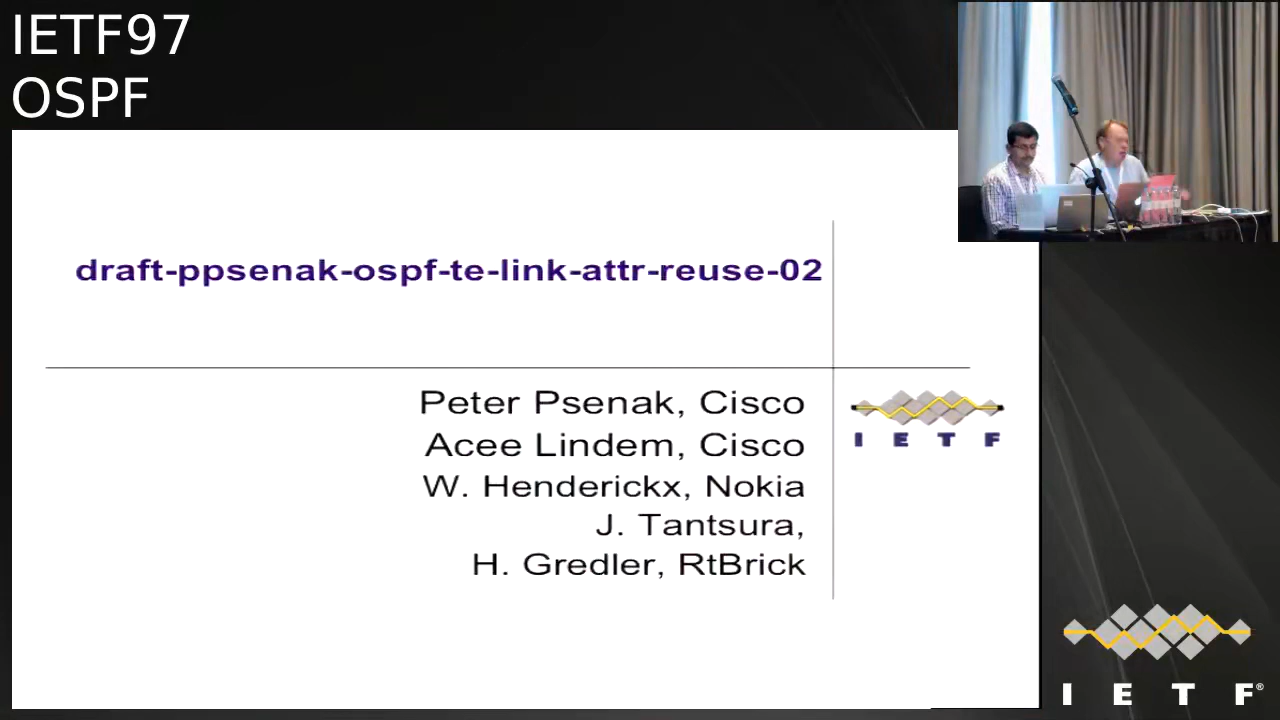 IETF97
OSPF
draft-ppsenak-ospf-te-link-attr-reuse-02
Peter Psenak, Cisco
Acee Lindem, Cisco
W. Henderickx, Nokia
J. Tantsura,
H. Gredler, RtBrick
I E T F
I E T F®